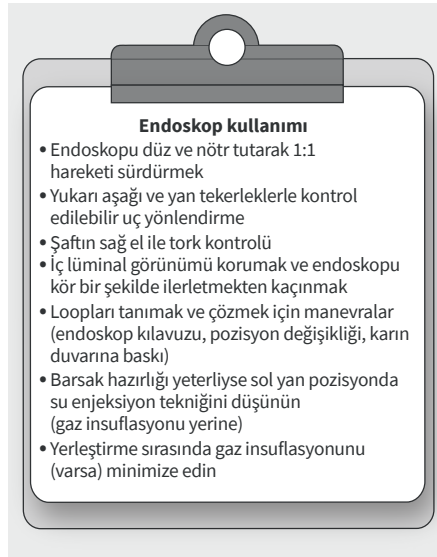 Endoskop kullanımı
• Endoskopu düz ve nötr tutarak 1:1
hareketi sürdürmek
• Yukarı aşağı ve yan tekerleklerle kontrol
edilebilir uç yönlendirme
• Şaftın sağ el ile tork kontrolü
• İç lüminal görünümü korumak ve endoskopu
kör bir şekilde ilerletmekten kaçınmak
• Loopları tanımak ve çözmek için manevralar
(endoskop kılavuzu, pozisyon değişikliği, karın
duvarına baskı)
• Barsak hazırlığı yeterliyse sol yan pozisyonda
su enjeksiyon tekniğini düşünün
(gaz insuflasyonu yerine)
• Yerleştirme sırasında gaz insuflasyonunu
(varsa) minimize edin